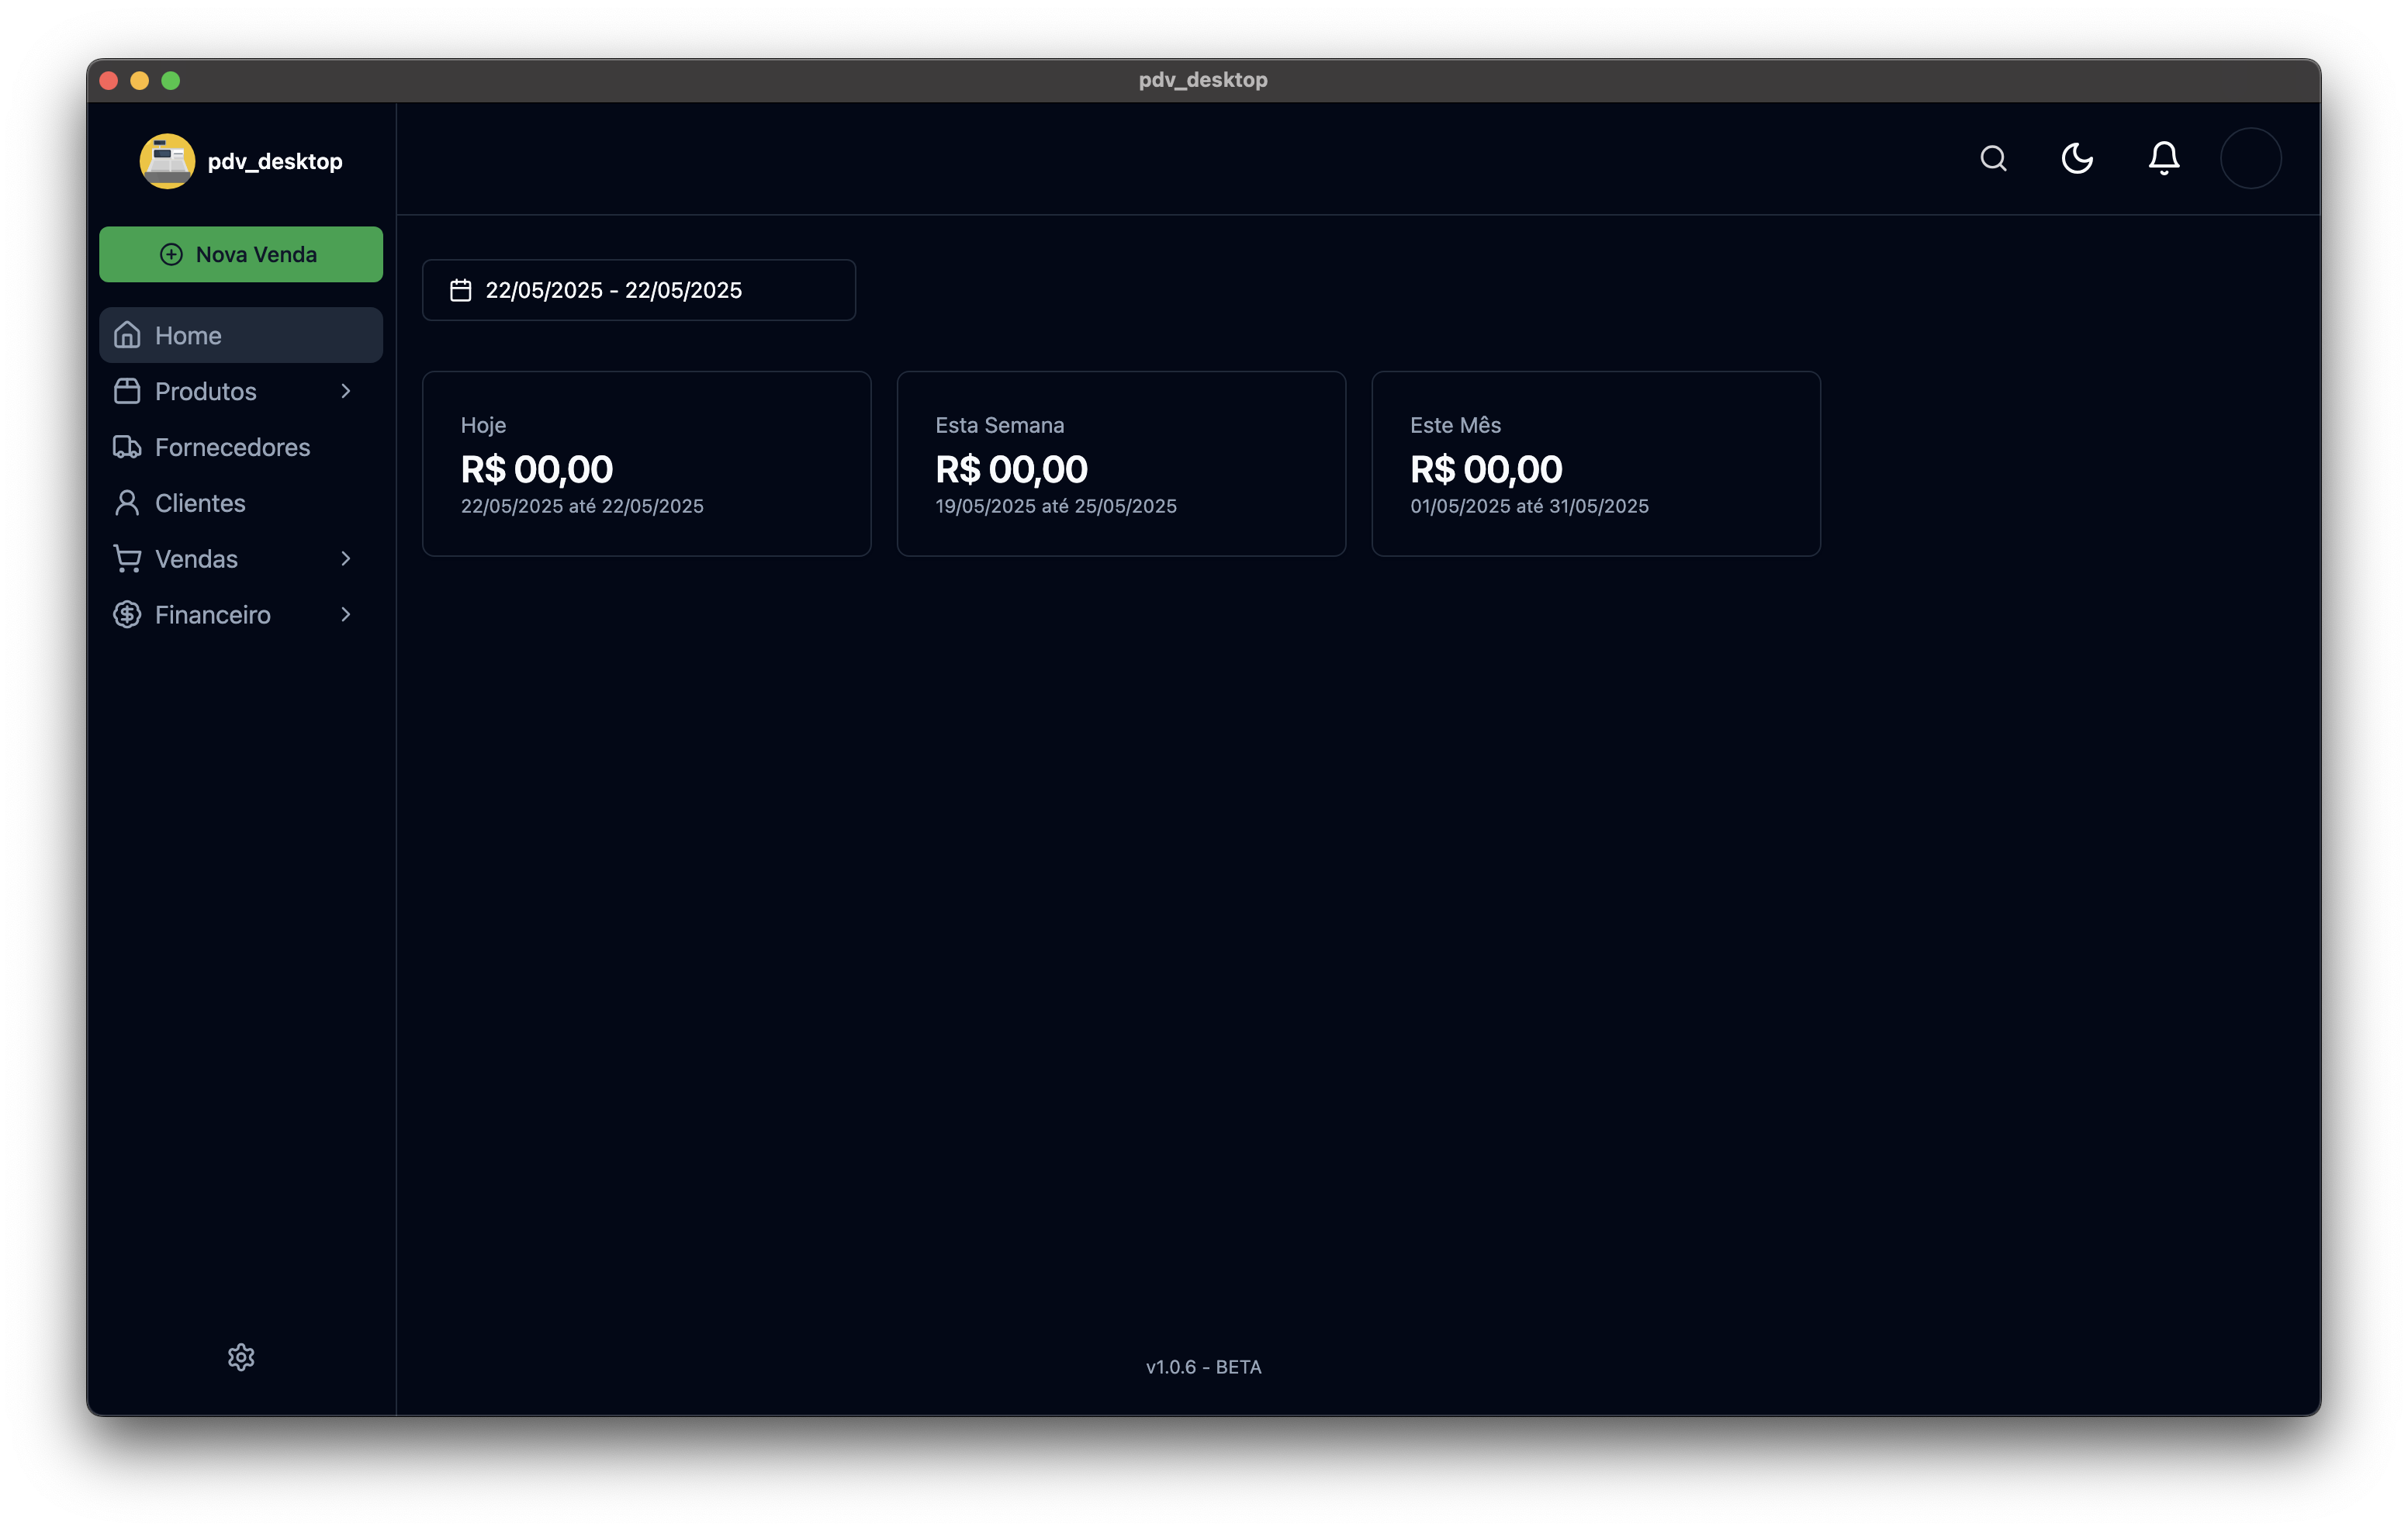 pdv_desktop
pdv_desktop
Nova Venda
Home
Produtos
Fornecedores
Clientes
Vendas
Financeiro
22/05/2025 - 22/05/2025
Hoje
R$ 00,00
22/05/2025 até 22/05/2025
Esta Semana
R$ 00,00
19/05/2025 até 25/05/2025
Este Mês
R$ 00,00
01/05/2025 até 31/05/2025
v1.0.6 - BETA